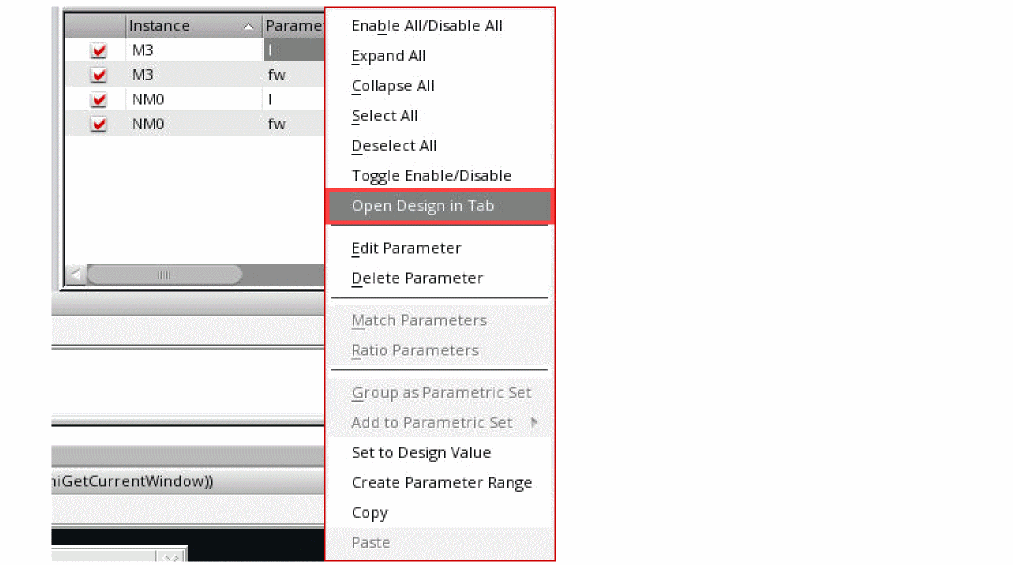 Instance Parame
M3 l
M3 fw
NM0 l
NM0 fw
Enable All/Disable All
Expand All
Collapse All
Select All
Deselect All
Toggle Enable/Disable
Open Design in Tab
Edit Parameter
Delete Parameter
Match Parameters
Ratio Parameters
Group as Parametric Set
Add to Parametric Set
Set to Design Value
Create Parameter Range
Copy
Paste
iGetCurrentWindow))